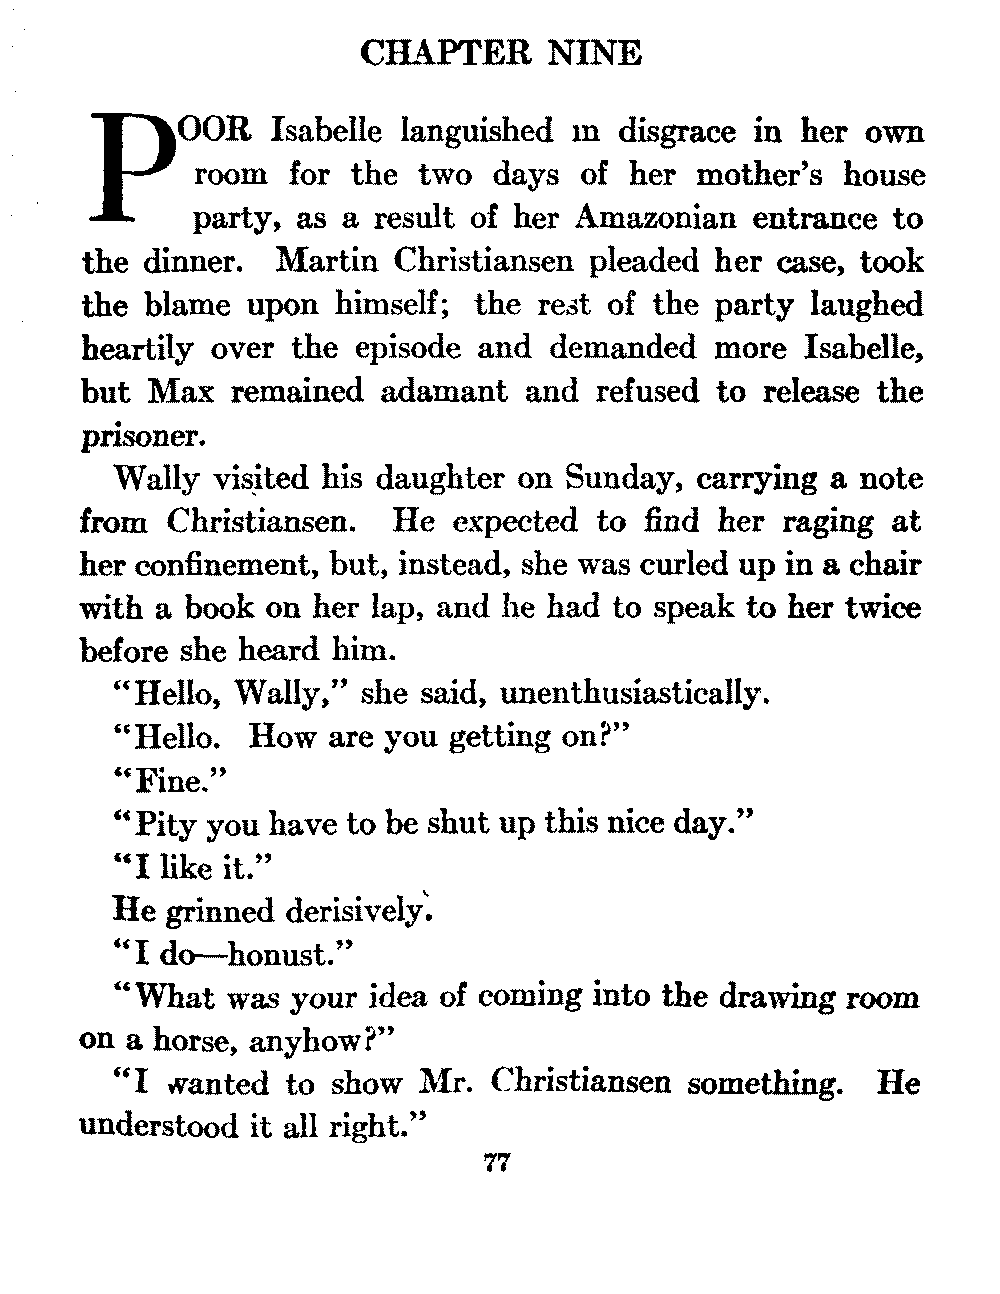 CHAPTER NINE
POOR Isabelle languished in disgrace in her own
room for the two days of her mother's house
party, as a result of her Amazonian entrance to
the dinner. Martin Christiansen pleaded her case, took
the blame upon himself; the rest of the party laughed
heartily over the episode and demanded more Isabelle,
but Max remained adamant and refused to release the
prisoner.
Wally visited his daughter on Sunday, carrying a note
from Christiansen. He expected to find her raging at
her confinement, but, instead, she was curled up in a chair
with a book on her lap, and he had to speak to her twice
before she heard him.
"Hello, Wally," she said, unenthusiastically.
"Hello. How are you getting on?"
"Fine."
"Pity you have to be shut up this nice day."
"I like it."
He grinned derisively.
"I do—honust."
"What was your idea of coming into the drawing room
on a horse, anyhow?"
"I wanted to show Mr. Christiansen something. He
understood it all right."
77